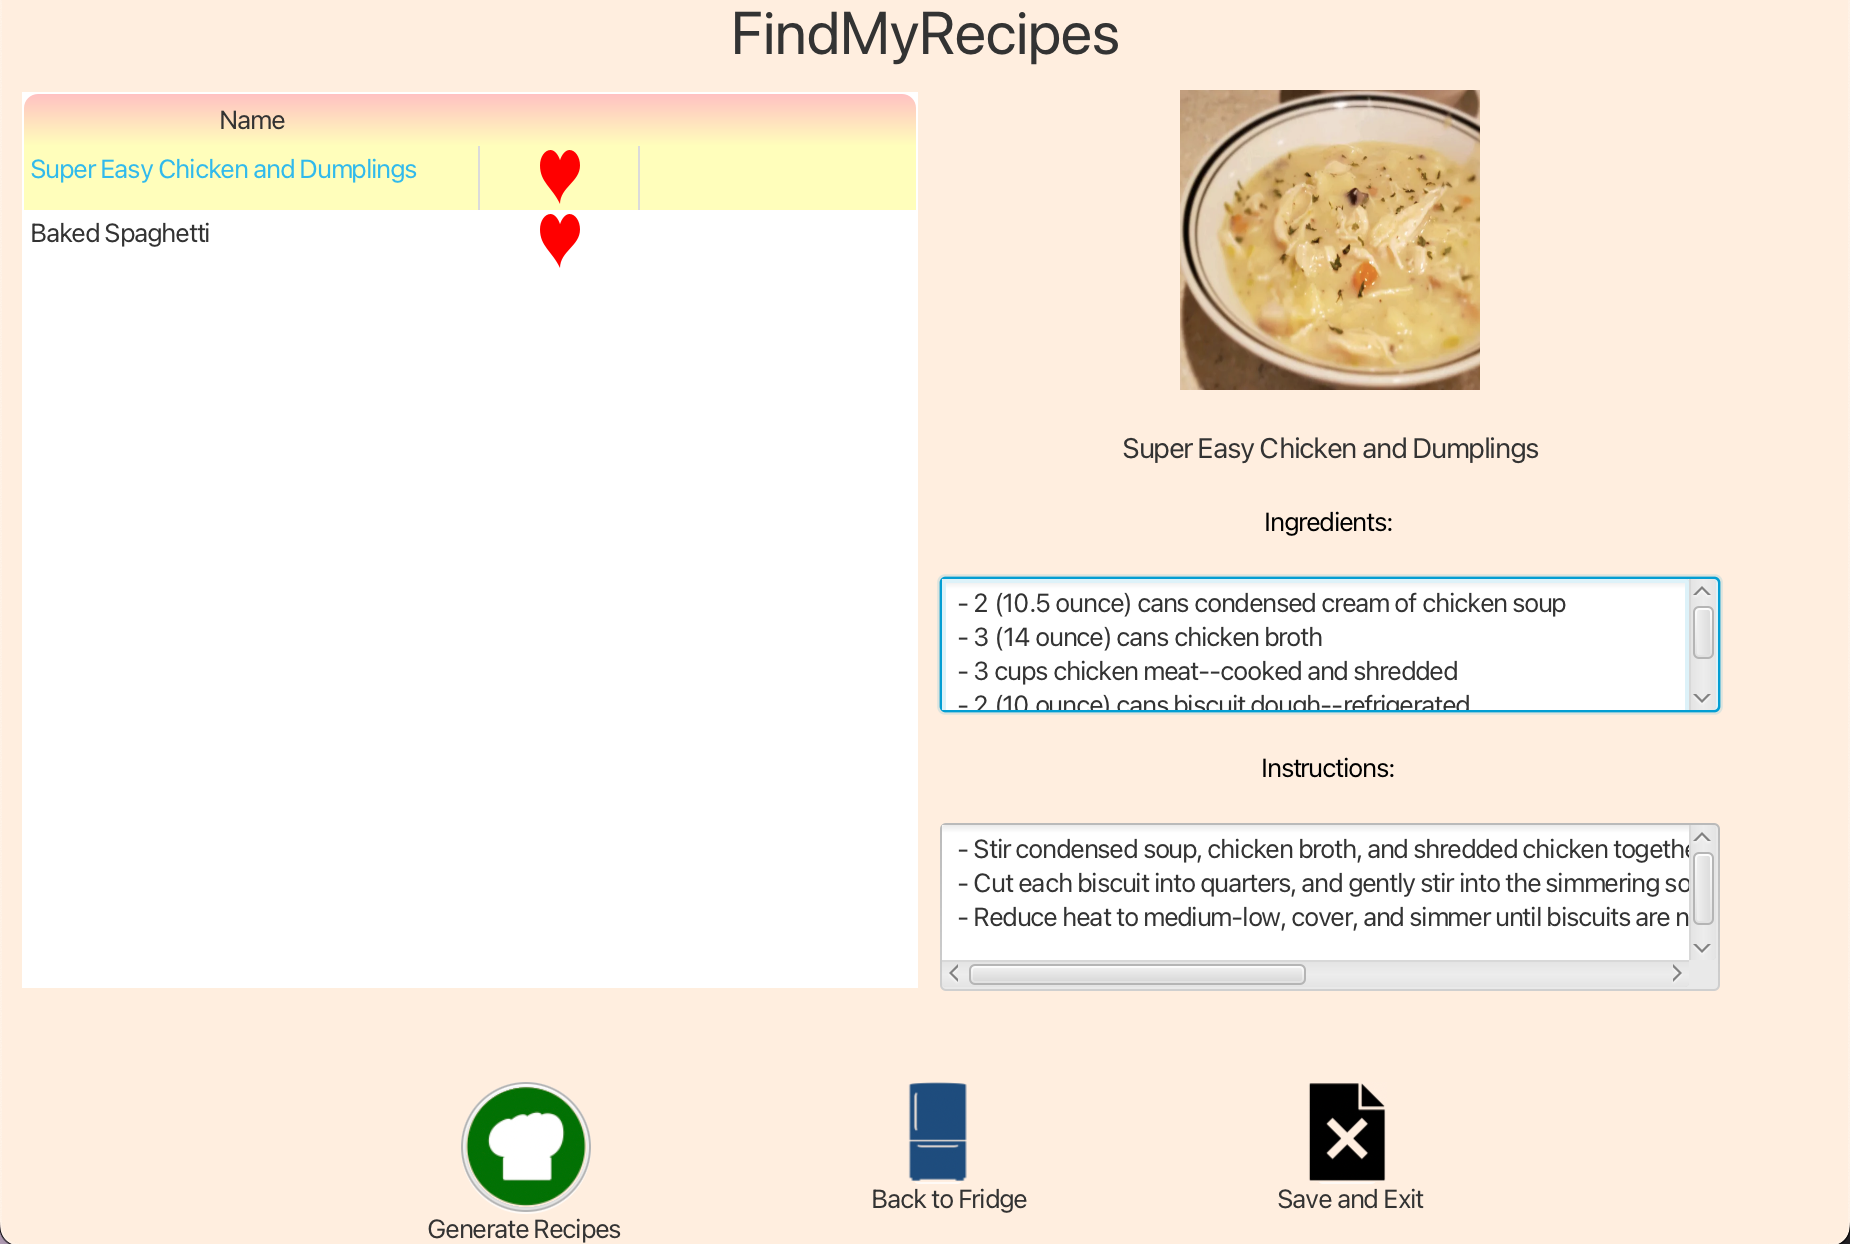 FindMyRecipes
Name
Super Easy Chicken and Dumplings
Baked Spaghetti
Super Easy Chicken and Dumplings
Ingredients:
- 2 (10.5 ounce) cans condensed cream of chicken soup
- 3 (14 ounce) cans chicken broth
- 3 cups chicken meat--cooked and shredded
- 2 (10 ounce) cans biscuit dough--refrigerated
Instructions:
- Stir condensed soup, chicken broth, and shredded chicken togethe
- Cut each biscuit into quarters, and gently stir into the simmering so
- Reduce heat to medium-low, cover, and simmer until biscuits are n
Generate Recipes
Back to Fridge
Save and Exit